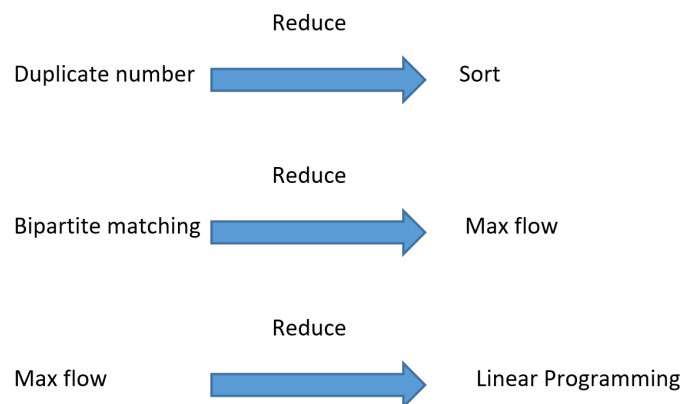 Reduce
Duplicate number Sort
Reduce
Bipartite matching Max flow
Reduce
Max flow Linear Programming